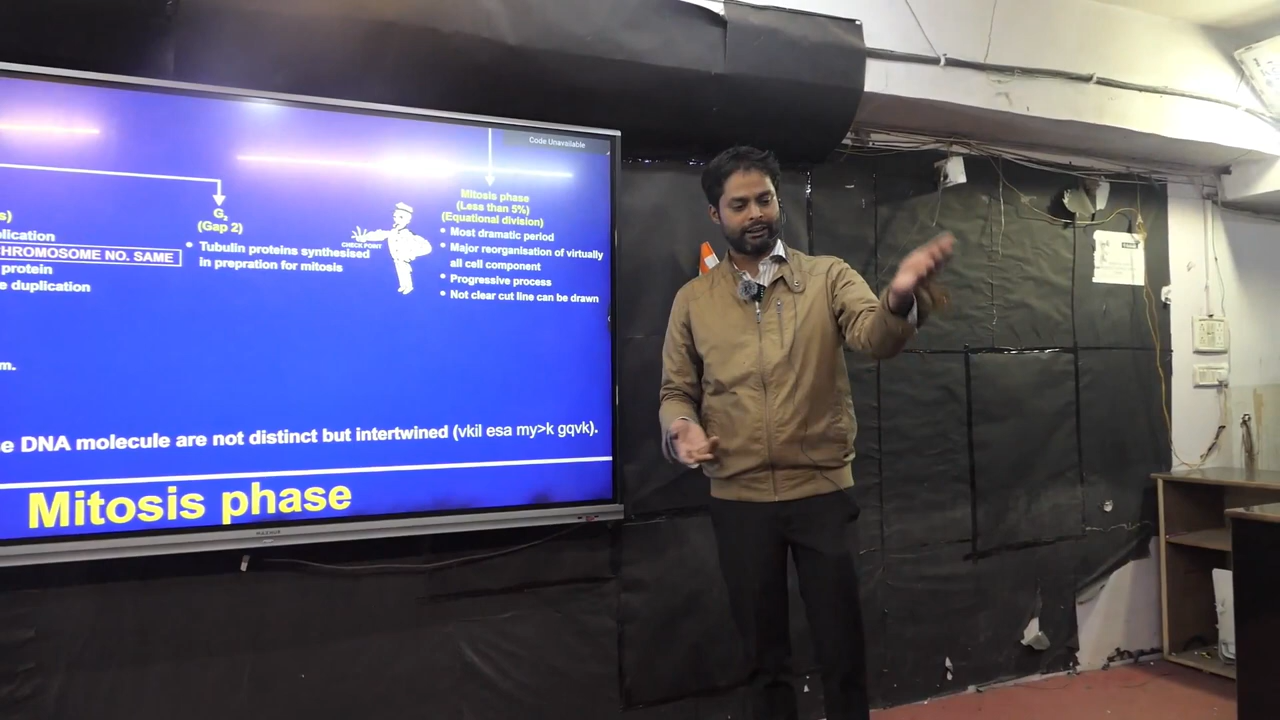 Code Unavailable
Mitosis phase
(Less than 5%)
(Equational division)
• Most dramatic period
• Major reorganisation of virtually
all cell component
• Progressive process
• Not clear cut line can be drawn
CHECK POINT
G₂
(Gap 2)
• Tubulin proteins synthesised
in prepration for mitosis
s)
lication
HROMOSOME NO. SAME
protein
e duplication
m.
e DNA molecule are not distinct but intertwined (vkil esa my>k gqvk).
Mitosis phase